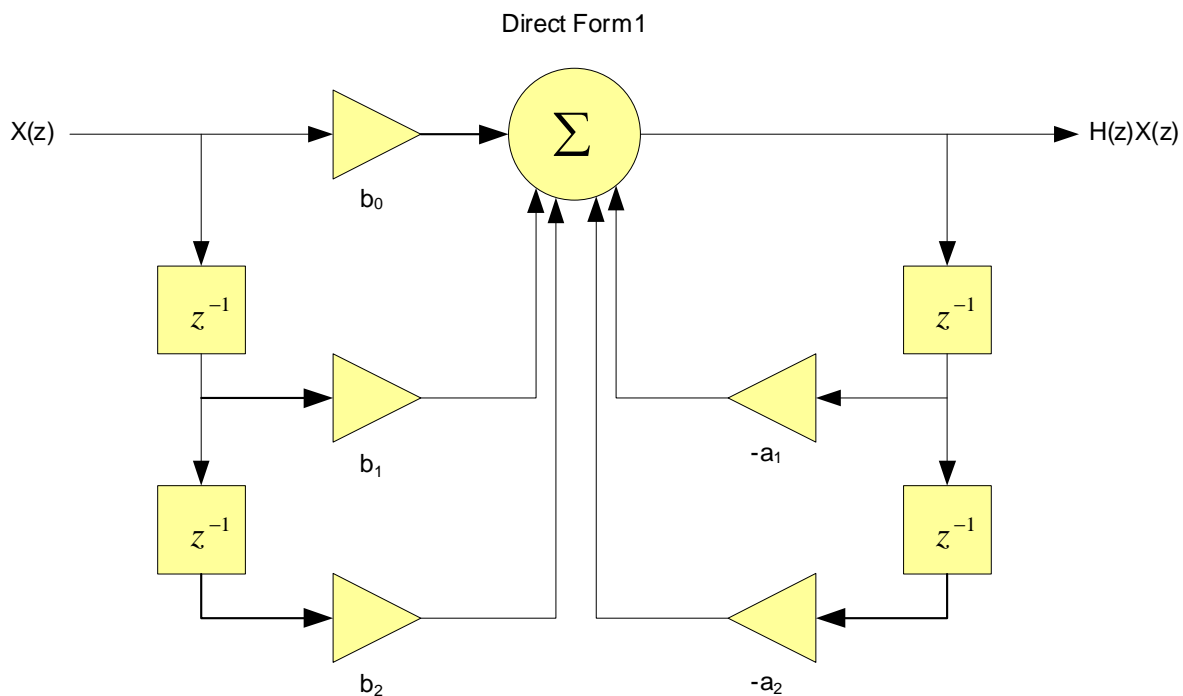 Direct Form1
X(z)
Σ
H(z)X(z)
b₀
z⁻¹
z⁻¹
b₁
-a₁
z⁻¹
z⁻¹
b₂
-a₂